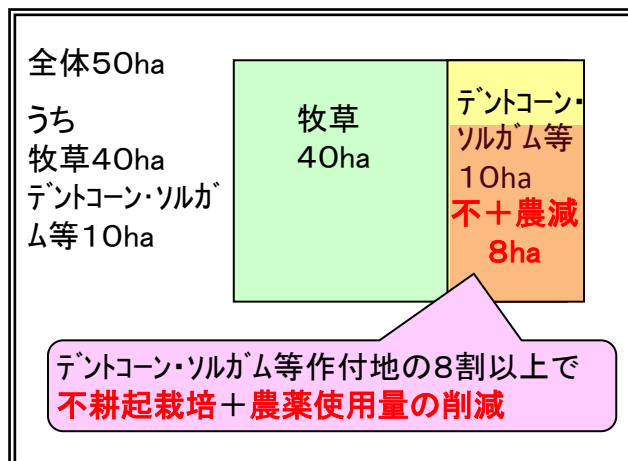 全体50ha
うち
牧草40ha
デントコーン・ソルガ
ム等10ha
牧草
40ha
デントコーン・
ソルガム等
10ha
不＋農減
8ha
デントコーン・ソルガム等作付地の8割以上で
不耕起栽培＋農薬使用量の削減